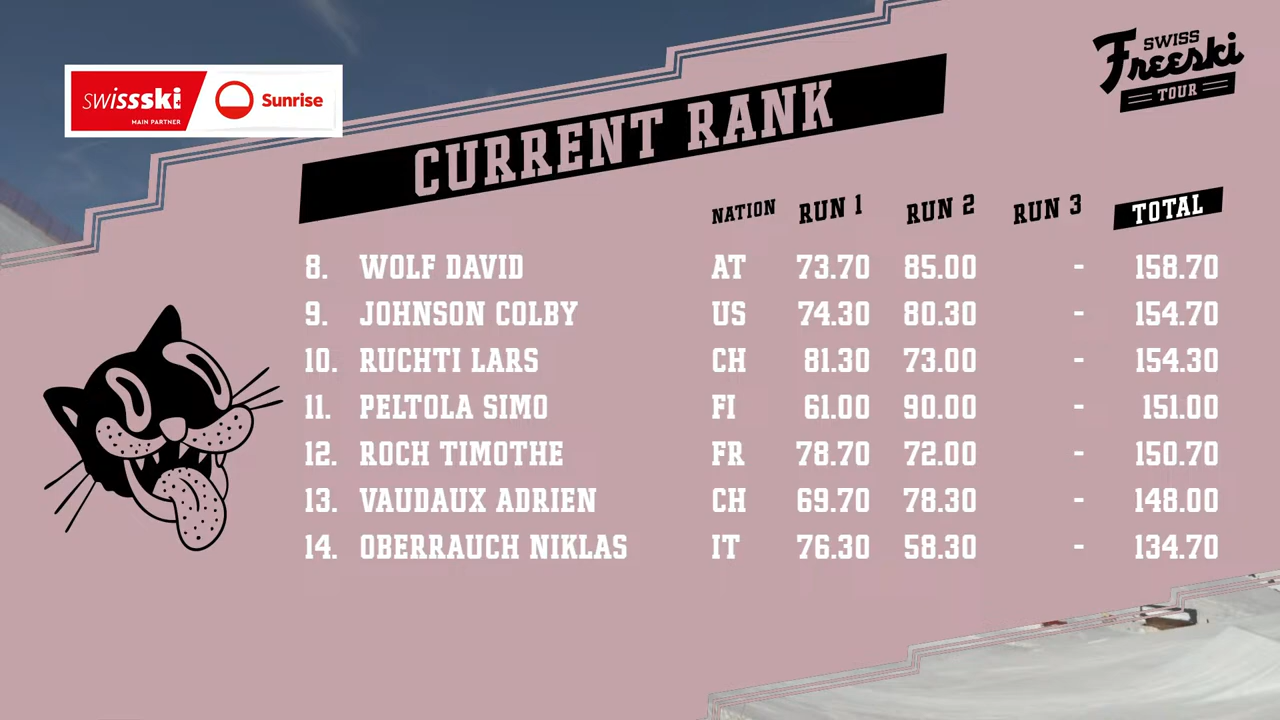 swissski
MAIN PARTNER
Sunrise
SWISS
Freeski
TOUR
CURRENT RANK
NATION RUN 1 RUN 2 RUN 3 TOTAL
8. WOLF DAVID AT 73.70 85.00 - 158.70
9. JOHNSON COLBY US 74.30 80.30 - 154.70
10. RUCHTI LARS CH 81.30 73.00 - 154.30
11. PELTOLA SIMO FI 61.00 90.00 - 151.00
12. ROCH TIMOTHE FR 78.70 72.00 - 150.70
13. VAUDAUX ADRIEN CH 69.70 78.30 - 148.00
14. OBERRAUCH NIKLAS IT 76.30 58.30 - 134.70